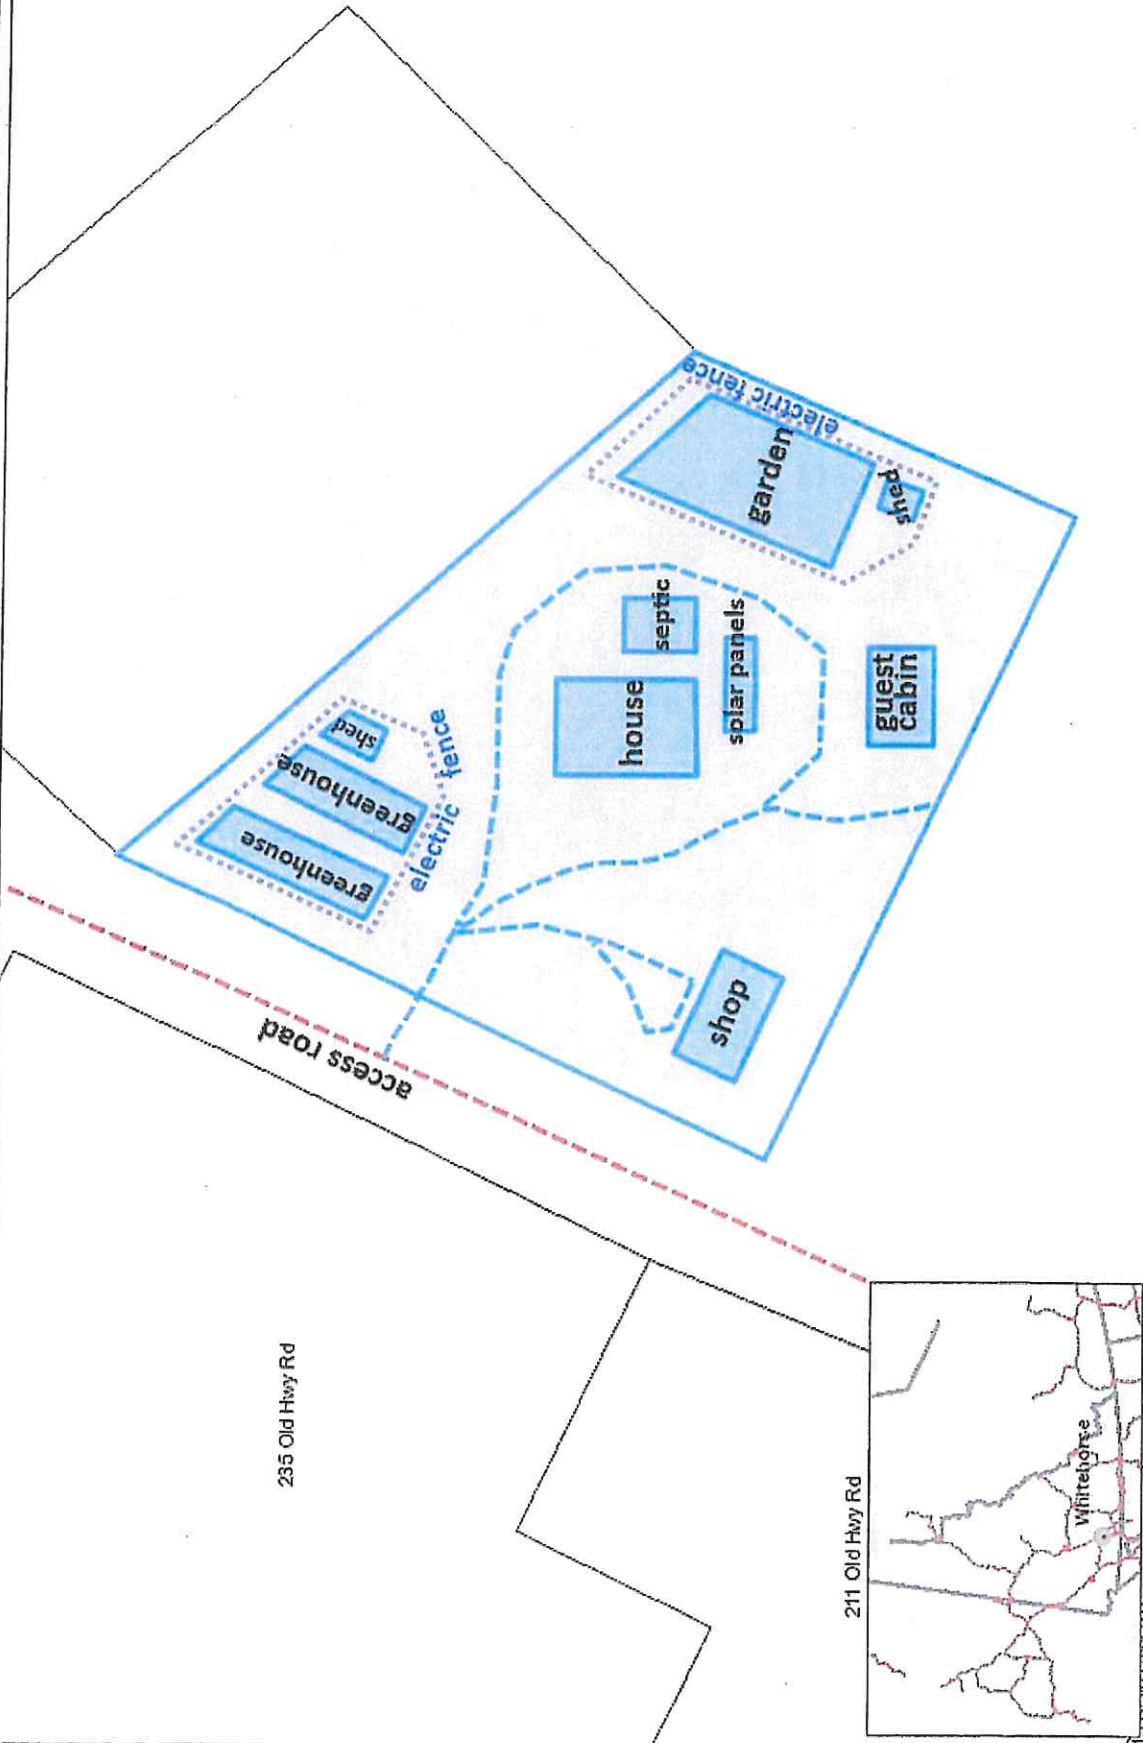 electric fence
garden
shed
septic
solar panels
house
guest
cabin
shed
greenhouse
greenhouse
electric fence
shop
access road
235 Old Hwy Rd
211 Old Hwy Rd
Whitehorse